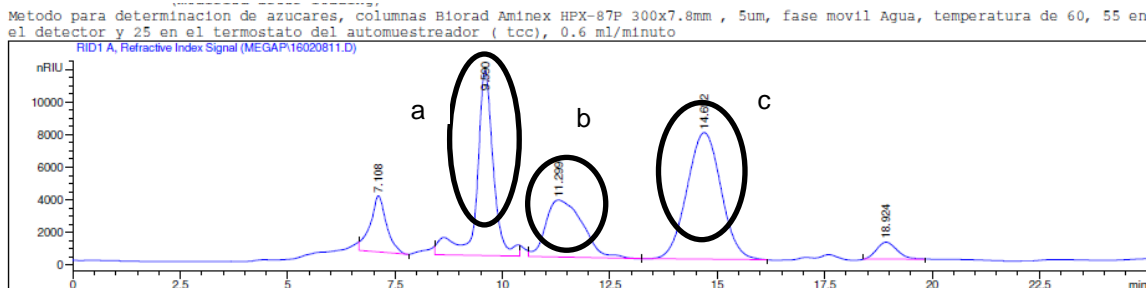 Metodo para determinacion de azucares, columnas Biorad Aminex HPX-87P 300x7.8mm , 5um, fase movil Agua, temperatura de 60, 55 en
el detector y 25 en el termostato del automuestreador ( tcc), 0.6 ml/minuto
RID1 A, Refractive Index Signal (MEGAP\16020811.D)
nRIU
10000
8000
6000
4000
2000
0
a
b
c
7.108
9.590
11.299
18.924
0
2.5
5
7.5
10
12.5
15
17.5
20
22.5